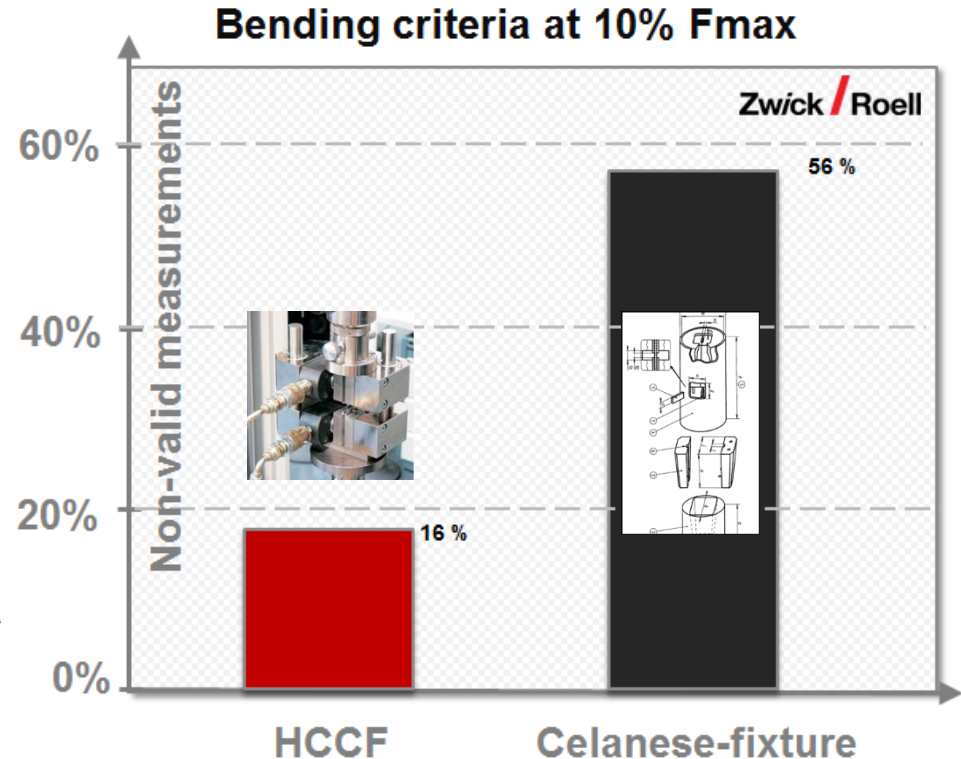 Bending criteria at 10% Fmax
Zwick / Roell
Non-valid measurements
60%
56 %
40%
20%
16 %
0%
HCCF
Celanese-fixture